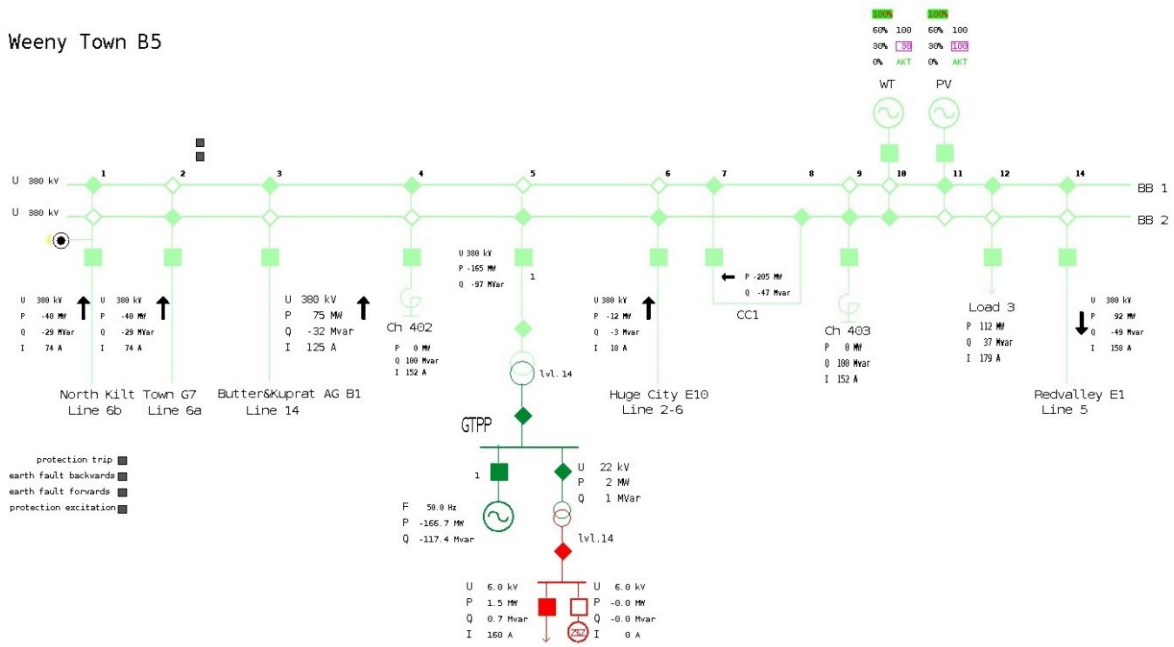 Weeny Town B5
100% 100%
60% 100 60% 100
30% 30 30% 100
0% AKT 0% AKT
WT PV
1 2 3 4 5 6 7 8 9 10 11 12 14
U 380 kV
BB 1
U 380 kV
BB 2
U 380 kV
P -40 MW
Q -29 MVar
I 74 A
U 380 kV
P -40 MW
Q -29 MVar
I 74 A
U 380 kV
P 75 MW
Q -32 Mvar
I 125 A
Ch 402
P 0 MW
Q 100 Mvar
I 152 A
U 380 kV
P -165 MW
Q -97 MVar
1
U 380 kV
P -12 MW
Q -3 Mvar
I 18 A
P -205 MW
Q -47 Mvar
CC1
Ch 403
P 0 MW
Q 100 Mvar
I 152 A
Load 3
P 112 MW
Q 37 Mvar
I 179 A
U 380 kV
P 92 MW
Q -49 Mvar
I 158 A
lvl.14
North Kilt Town G7
Line 6b Line 6a
Butter&Kuprat AG B1
Line 14
Huge City E10
Line 2-6
Redvalley E1
Line 5
GTPP
protection trip
earth fault backwards
earth fault forwards
protection excitation
1
U 22 kV
P 2 MW
Q 1 MVar
F 50.0 Hz
P -166.7 MW
Q -117.4 Mvar
lvl.14
U 6.0 kV
P 1.5 MW
Q 0.7 Mvar
I 160 A
U 6.0 kV
P -0.0 MW
Q -0.0 Mvar
I 0 A